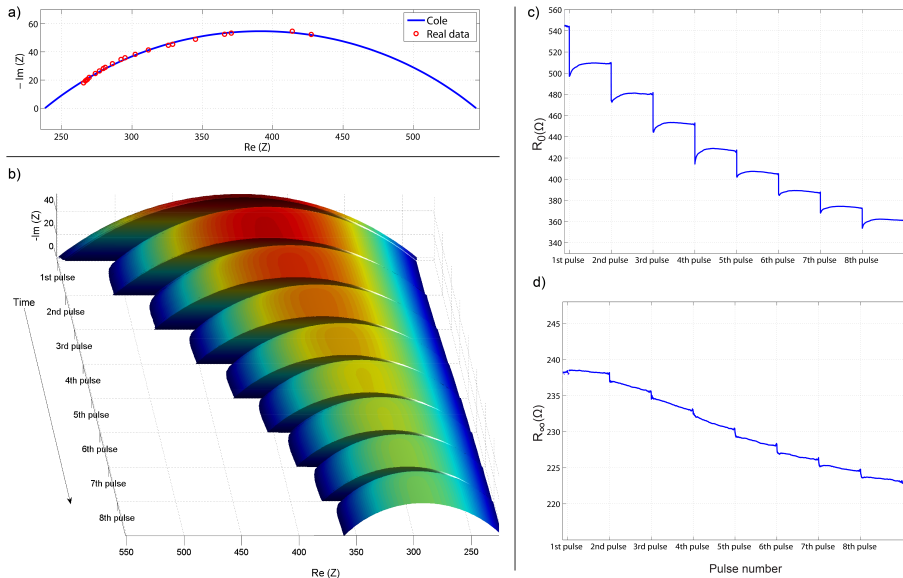 a)
60
40
20
0
– Im (Z)
Cole
Real data
250
300
350
400
450
500
Re (Z)
b)
40
20
0
-Im (Z)
1st pulse
2nd pulse
3rd pulse
4th pulse
5th pulse
6th pulse
7th pulse
8th pulse
Time
550
500
450
400
350
300
250
Re (Z)
c)
560
540
520
500
480
460
440
420
400
380
360
340
R0(Ω)
1st pulse
2nd pulse
3rd pulse
4th pulse
5th pulse
6th pulse
7th pulse
8th pulse
d)
245
240
235
230
225
220
R∞(Ω)
1st pulse
2nd pulse
3rd pulse
4th pulse
5th pulse
6th pulse
7th pulse
8th pulse
Pulse number